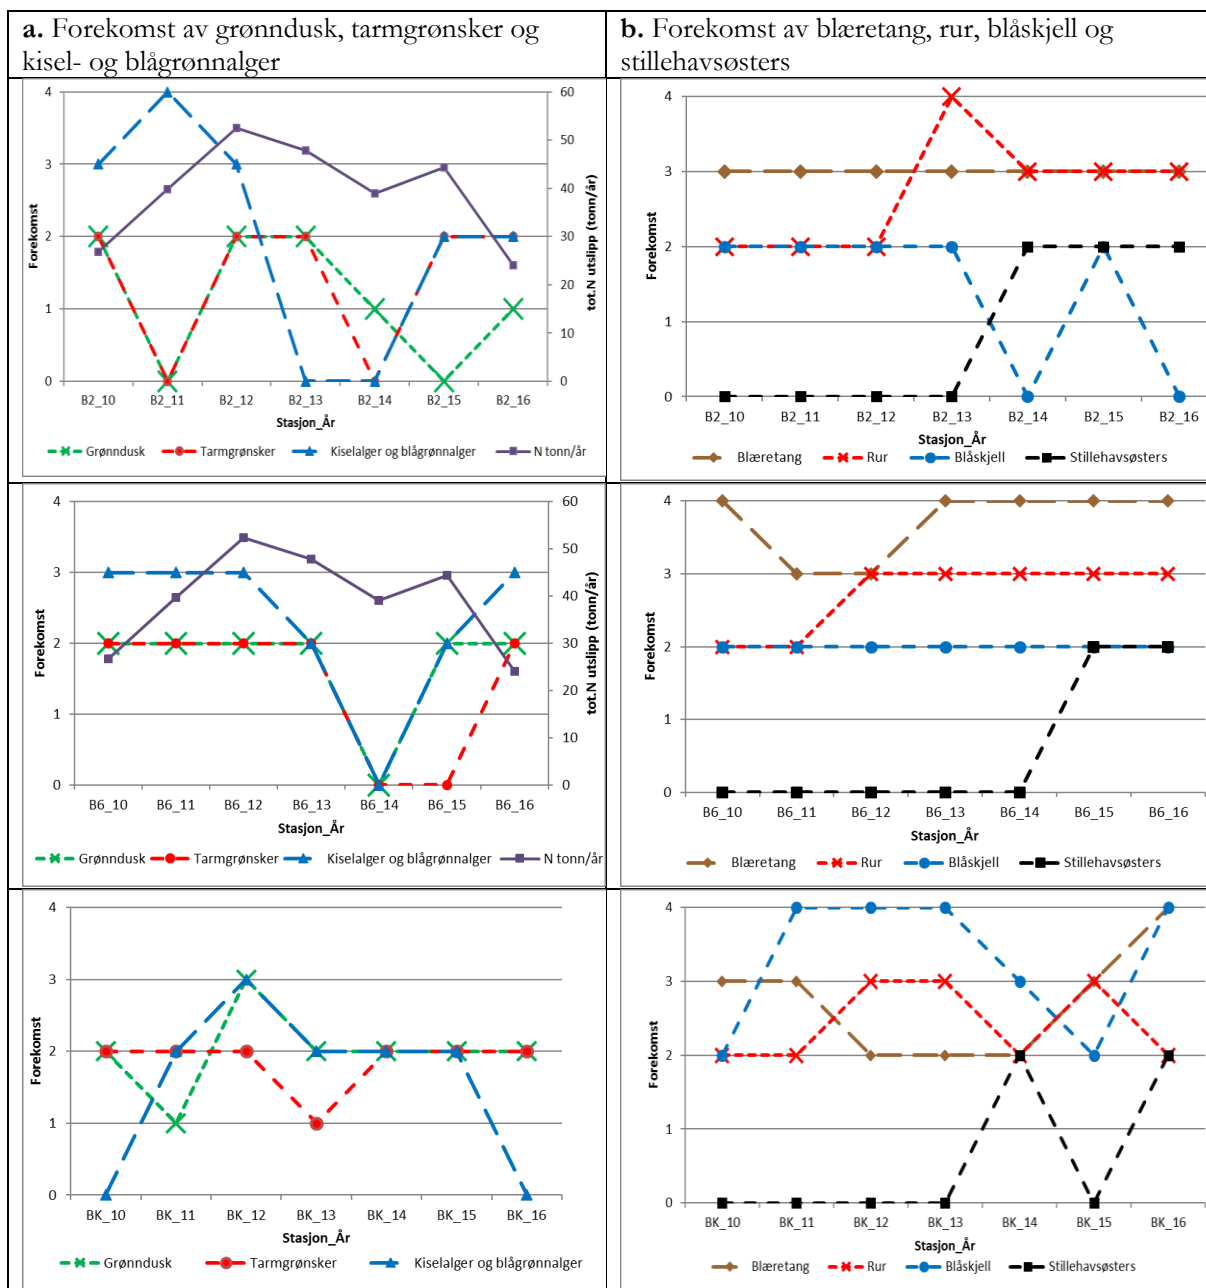 a. Forekomst av grønndusk, tarmgrønsker og
kisel- og blågrønnalger
b. Forekomst av blæretang, rur, blåskjell og
stillehavsøsters
4
3
2
1
0
Forekomst
60
50
40
30
20
10
0
tot.N utslipp (tonn/år)
B2_10 B2_11 B2_12 B2_13 B2_14 B2_15 B2_16
Stasjon_År
Grønndusk Tarmgrønsker Kiselalger og blågrønnalger N tonn/år
4
3
2
1
0
Forekomst
B2_10 B2_11 B2_12 B2_13 B2_14 B2_15 B2_16
Stasjon_År
Blæretang Rur Blåskjell Stillehavsøsters
4
3
2
1
0
Forekomst
60
50
40
30
20
10
0
tot.N utslipp (tonn/år)
B6_10 B6_11 B6_12 B6_13 B6_14 B6_15 B6_16
Stasjon_År
Grønndusk Tarmgrønsker Kiselalger og blågrønnalger N tonn/år
4
3
2
1
0
Forekomst
B6_10 B6_11 B6_12 B6_13 B6_14 B6_15 B6_16
Stasjon_År
Blæretang Rur Blåskjell Stillehavsøsters
4
3
2
1
0
Forekomst
BK_10 BK_11 BK_12 BK_13 BK_14 BK_15 BK_16
Stasjon_År
Grønndusk Tarmgrønsker Kiselalger og blågrønnalger
4
3
2
1
0
Forekomst
BK_10 BK_11 BK_12 BK_13 BK_14 BK_15 BK_16
Stasjon_År
Blæretang Rur Blåskjell Stillehavsøsters